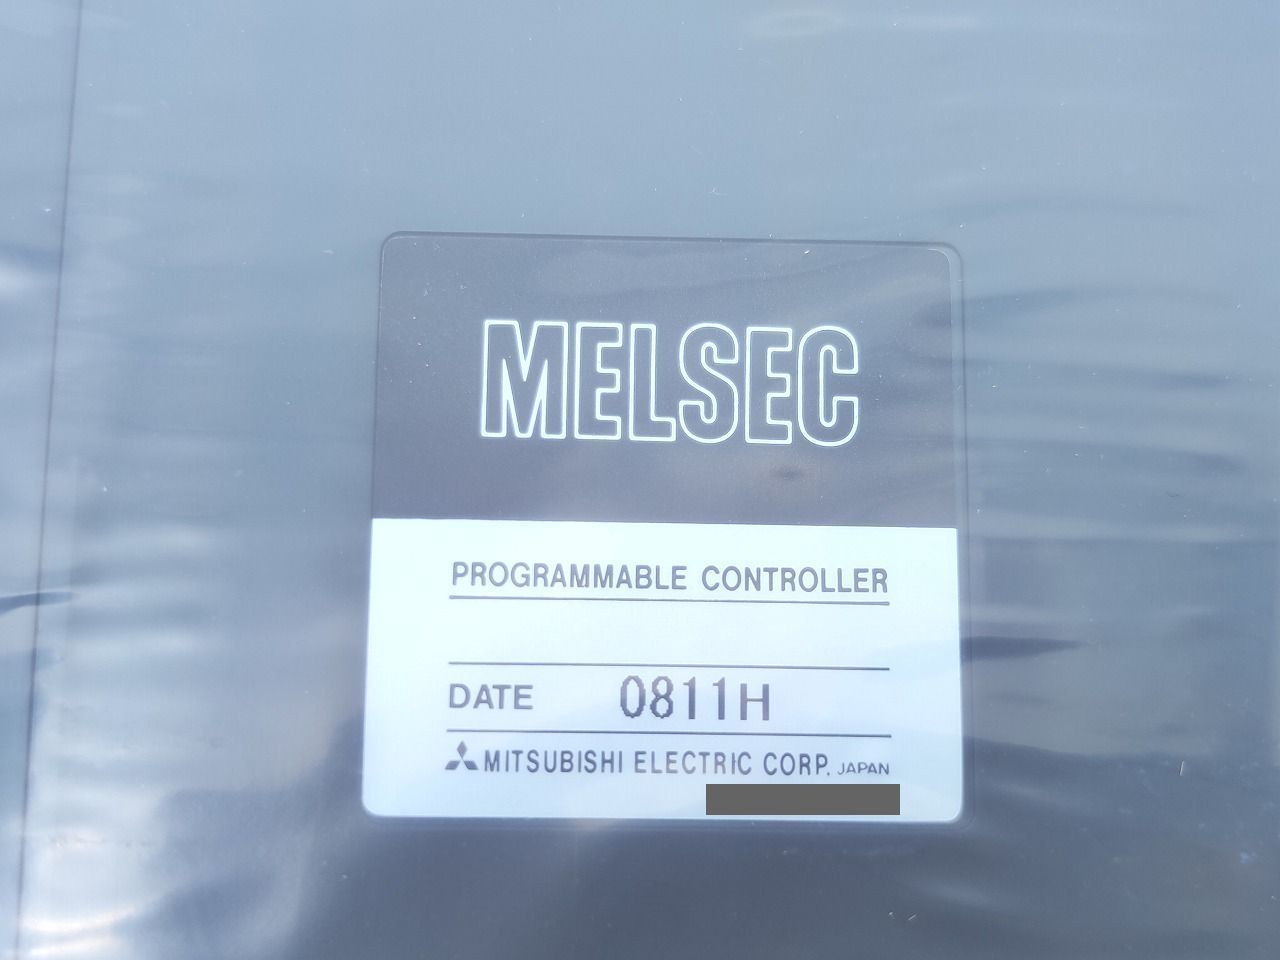 MELSEC
PROGRAMMABLE CONTROLLER
DATE 0811H
MITSUBISHI ELECTRIC CORP. JAPAN